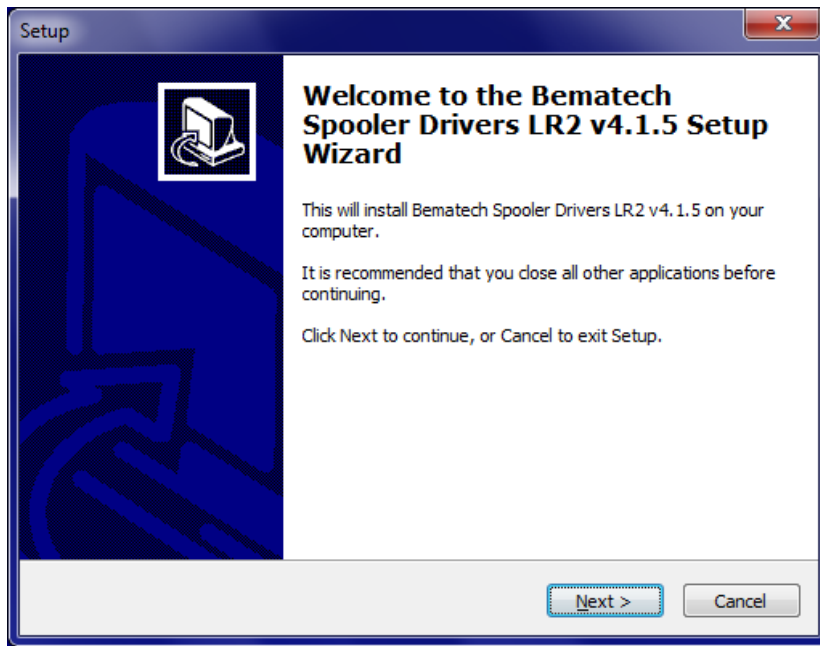 Setup
Welcome to the Bematech
Spooler Drivers LR2 v4.1.5 Setup
Wizard
This will install Bematech Spooler Drivers LR2 v4.1.5 on your
computer.
It is recommended that you close all other applications before
continuing.
Click Next to continue, or Cancel to exit Setup.
Next >
Cancel